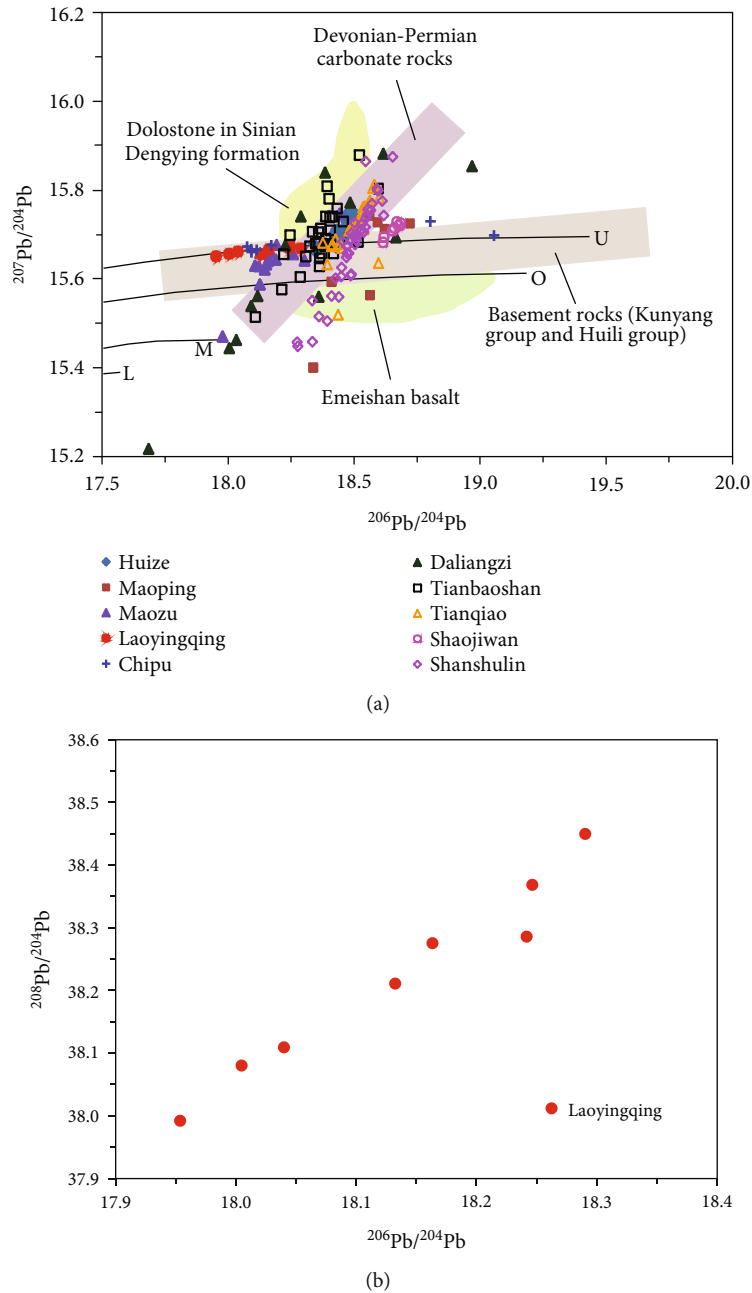 16.2
16.0
15.8
15.6
15.4
15.2
17.5
18.0
18.5
19.0
19.5
20.0
207Pb/204Pb
206Pb/204Pb
Devonian-Permian
carbonate rocks
Dolostone in Sinian
Dengying formation
U
O
M
L
Basement rocks (Kunyang
group and Huili group)
Emeishan basalt
Huize
Maoping
Maozu
Laoyingqing
Chipu
Daliangzi
Tianbaoshan
Tianqiao
Shaojiwan
Shanshulin
(a)
38.6
38.5
38.4
38.3
38.2
38.1
38.0
37.9
17.9
18.0
18.1
18.2
18.3
18.4
208Pb/204Pb
Laoyingqing
206Pb/204Pb
(b)